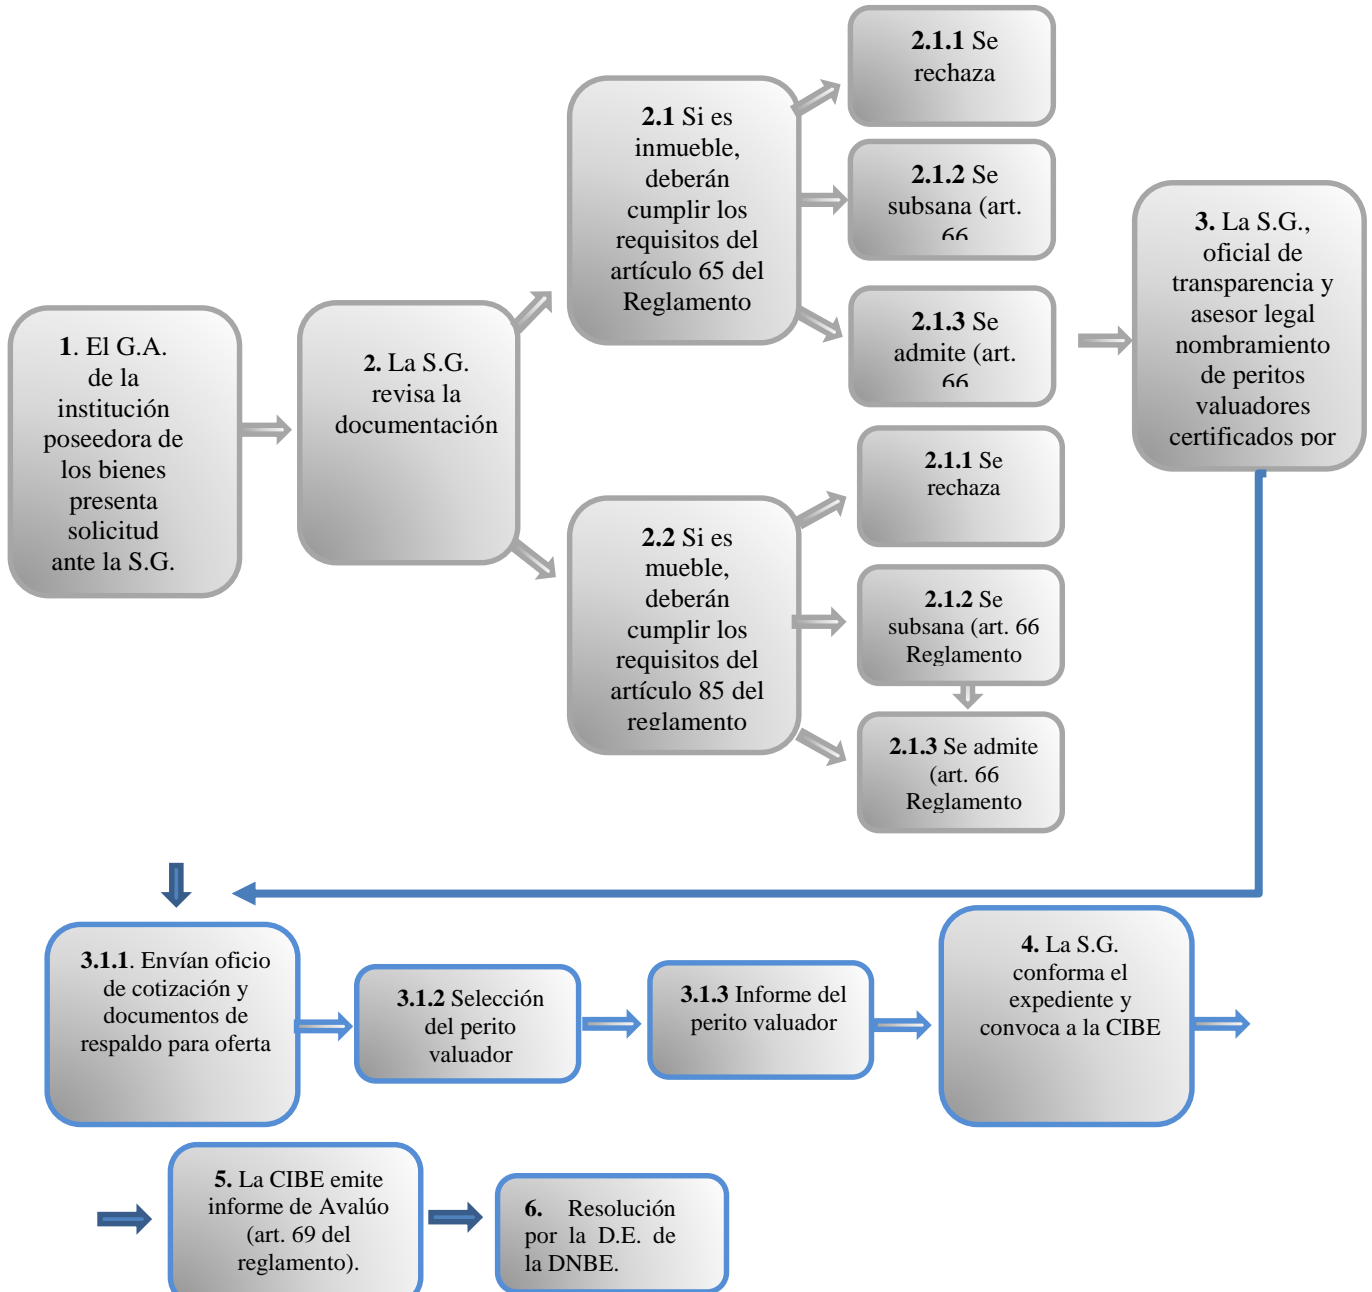 1. El G.A.
de la
institución
poseedora de
los bienes
presenta
solicitud
ante la S.G.
2. La S.G.
revisa la
documentación
2.1 Si es
inmueble,
deberán
cumplir los
requisitos del
artículo 65 del
Reglamento
2.1.1 Se
rechaza
2.1.2 Se
subsana (art.
66
2.1.3 Se
admite (art.
66
2.2 Si es
mueble,
deberán
cumplir los
requisitos del
artículo 85 del
reglamento
2.1.1 Se
rechaza
2.1.2 Se
subsana (art. 66
Reglamento
2.1.3 Se admite
(art. 66
Reglamento
3. La S.G.,
oficial de
transparencia y
asesor legal
nombramiento
de peritos
valuadores
certificados por
3.1.1. Envían oficio
de cotización y
documentos de
respaldo para oferta
3.1.2 Selección
del perito
valuador
3.1.3 Informe del
perito valuador
4. La S.G.
conforma el
expediente y
convoca a la CIBE
5. La CIBE emite
informe de Avalúo
(art. 69 del
reglamento).
6. Resolución
por la D.E. de
la DNBE.